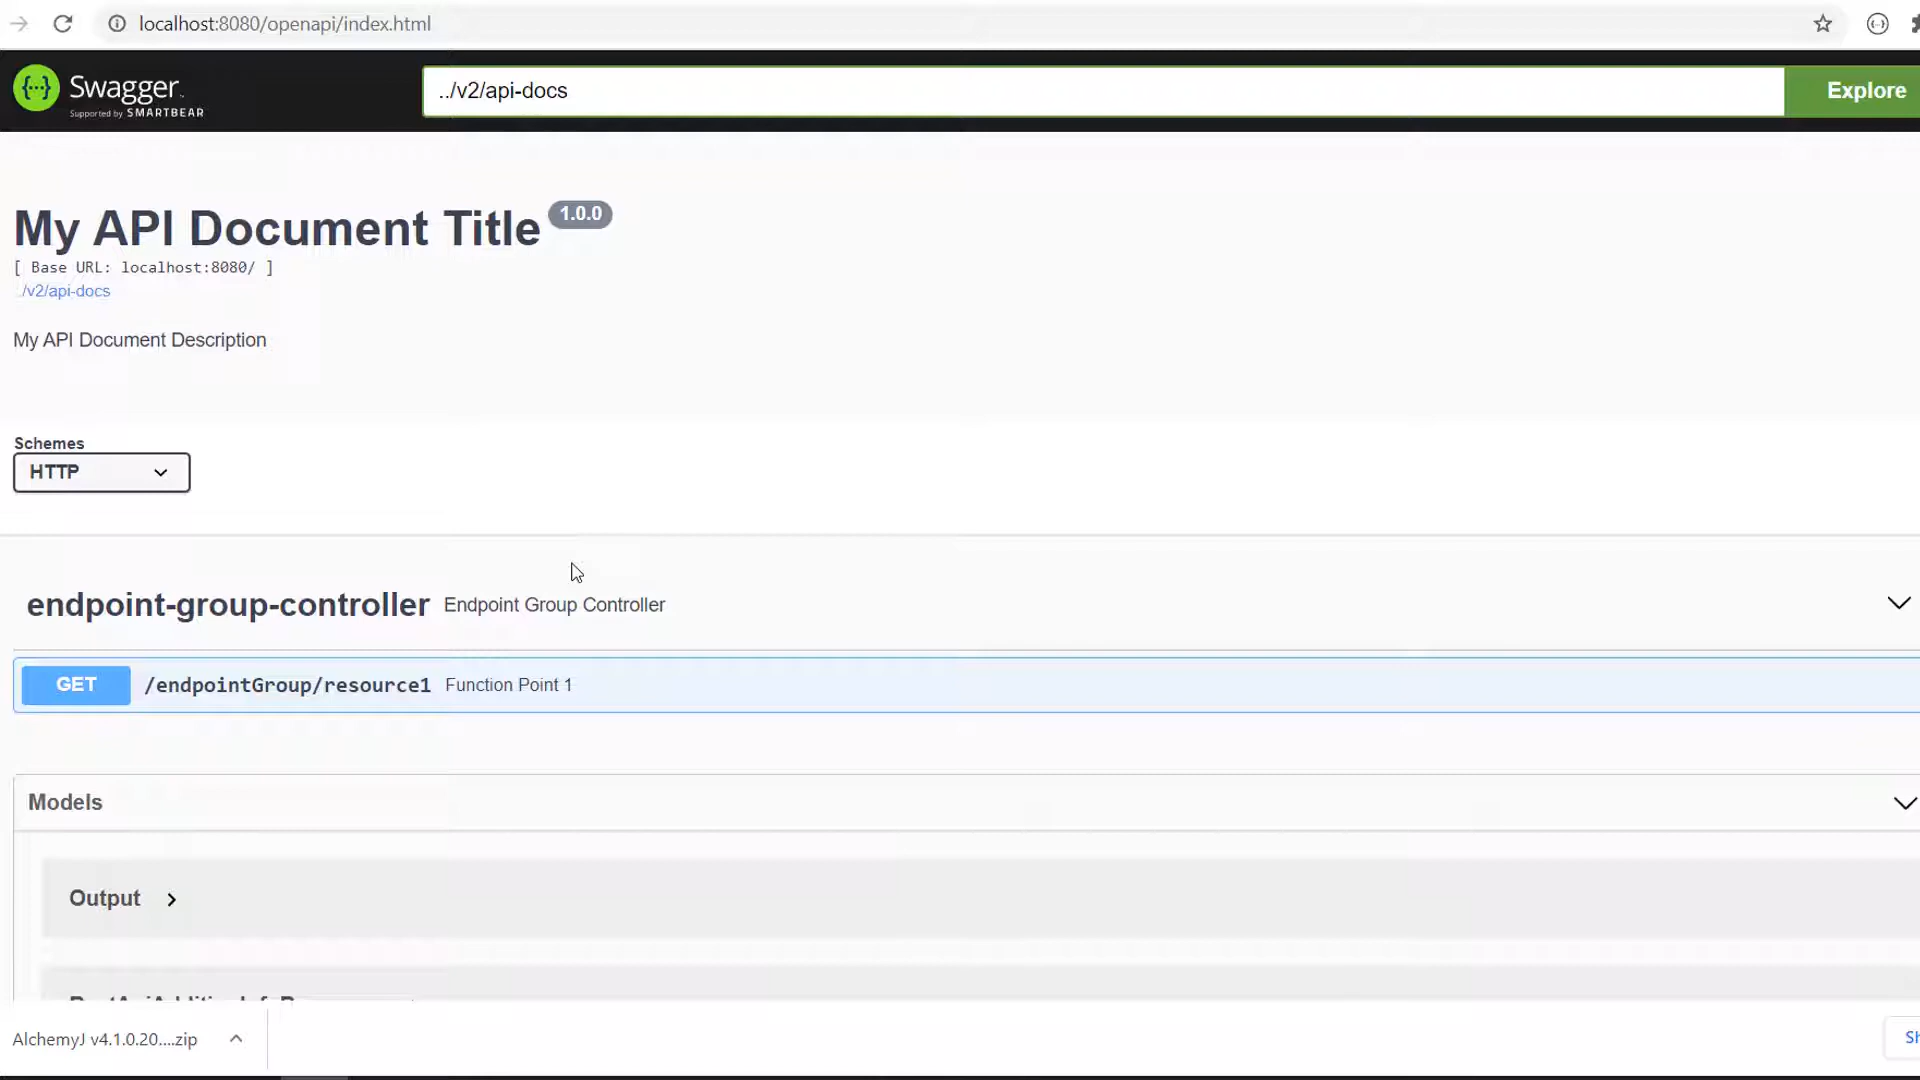 localhost:8080/openapi/index.html
Swagger
Supported by SMARTBEAR
../v2/api-docs
Explore
My API Document Title 1.0.0
[ Base URL: localhost:8080/ ]
./v2/api-docs
My API Document Description
Schemes
HTTP
endpoint-group-controller Endpoint Group Controller
GET /endpointGroup/resource1 Function Point 1
Models
Output
AlchemyJ v4.1.0.20....zip